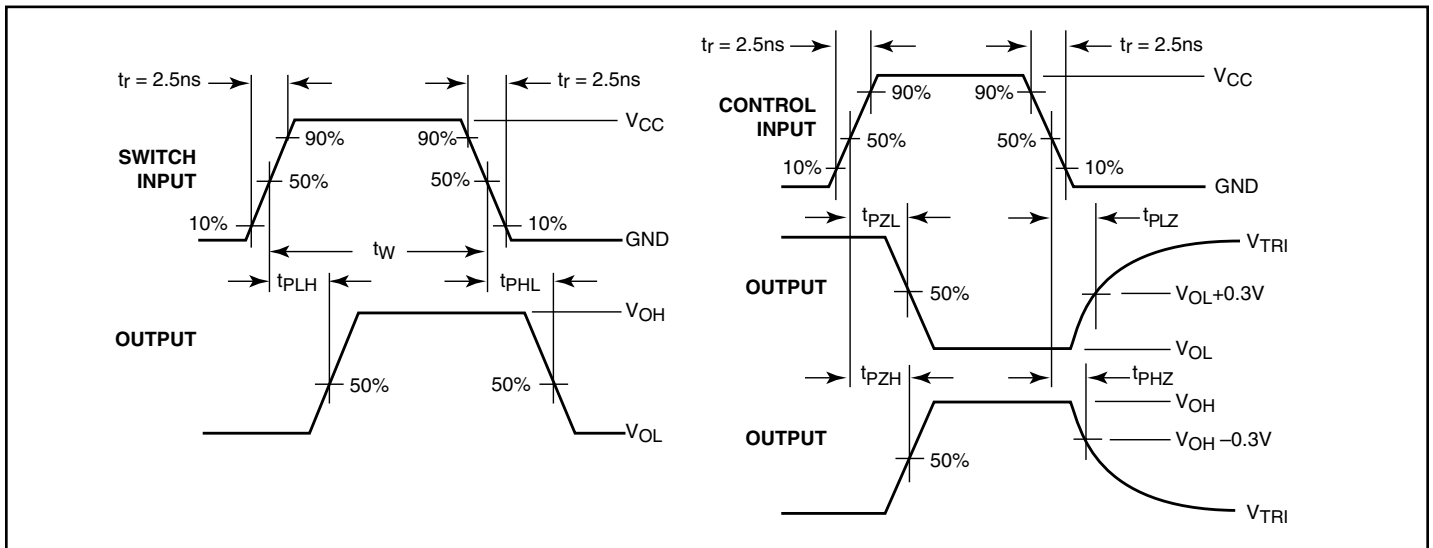 tr = 2.5ns
tr = 2.5ns
VCC
90%
90%
SWITCH
INPUT
50%
50%
10%
10%
GND
tW
tPLH
tPHL
VOH
OUTPUT
50%
50%
VOL
tr = 2.5ns
tr = 2.5ns
VCC
90%
90%
CONTROL
INPUT
50%
50%
10%
10%
GND
tPZL
tPLZ
VTRI
OUTPUT
50%
VOL+0.3V
VOL
tPZH
tPHZ
VOH
VOH –0.3V
OUTPUT
50%
VTRI